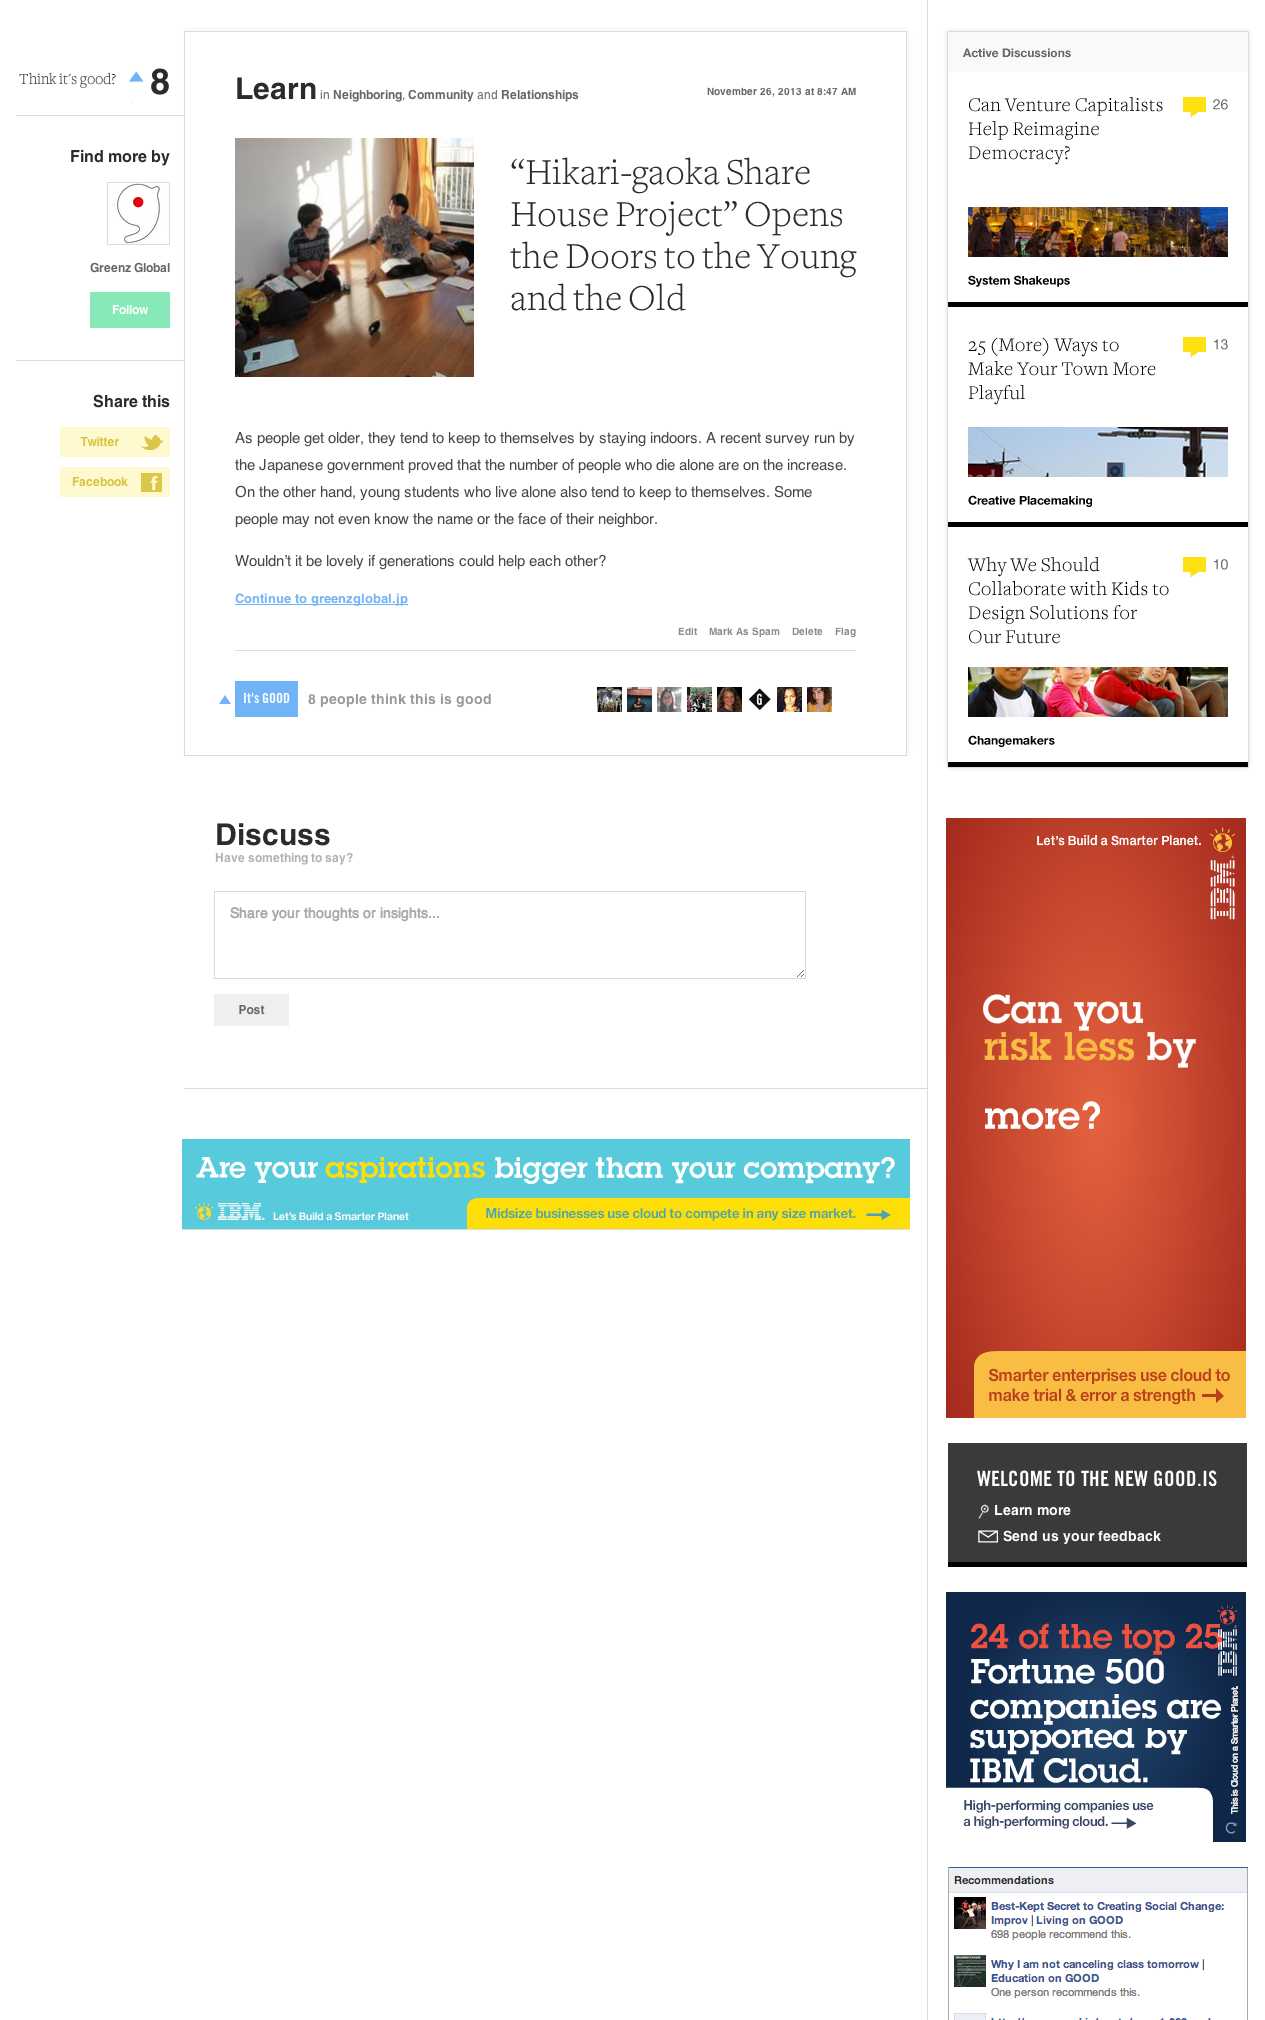 Think it's good? 8
Find more by
Greenz Global
Follow
Share this
Twitter
Facebook
Learn in Neighboring, Community and Relationships
November 26, 2013 at 8:47 AM
“Hikari-gaoka Share
House Project” Opens
the Doors to the Young
and the Old
As people get older, they tend to keep to themselves by staying indoors. A recent survey run by
the Japanese government proved that the number of people who die alone are on the increase.
On the other hand, young students who live alone also tend to keep to themselves. Some
people may not even know the name or the face of their neighbor.
Wouldn’t it be lovely if generations could help each other?
Continue to greenzglobal.jp
Edit Mark As Spam Delete Flag
It's GOOD 8 people think this is good
G
Discuss
Have something to say?
Share your thoughts or insights...
Post
Are your aspirations bigger than your company?
IBM. Let's Build a Smarter Planet
Midsize businesses use cloud to compete in any size market.
Active Discussions
Can Venture Capitalists
Help Reimagine
Democracy?
26
System Shakeups
25 (More) Ways to
Make Your Town More
Playful
13
Creative Placemaking
Why We Should
Collaborate with Kids to
Design Solutions for
Our Future
10
Changemakers
Let's Build a Smarter Planet.
IBM.
Can you
risk less by
more?
Smarter enterprises use cloud to
make trial & error a strength
WELCOME TO THE NEW GOOD.IS
Learn more
Send us your feedback
24 of the top 25
Fortune 500
companies are
supported by
IBM Cloud.
High-performing companies use
a high-performing cloud.
IBM
This is Cloud on a Smarter Planet.
Recommendations
Best-Kept Secret to Creating Social Change:
Improv | Living on GOOD
698 people recommend this.
Why I am not canceling class tomorrow |
Education on GOOD
One person recommends this.